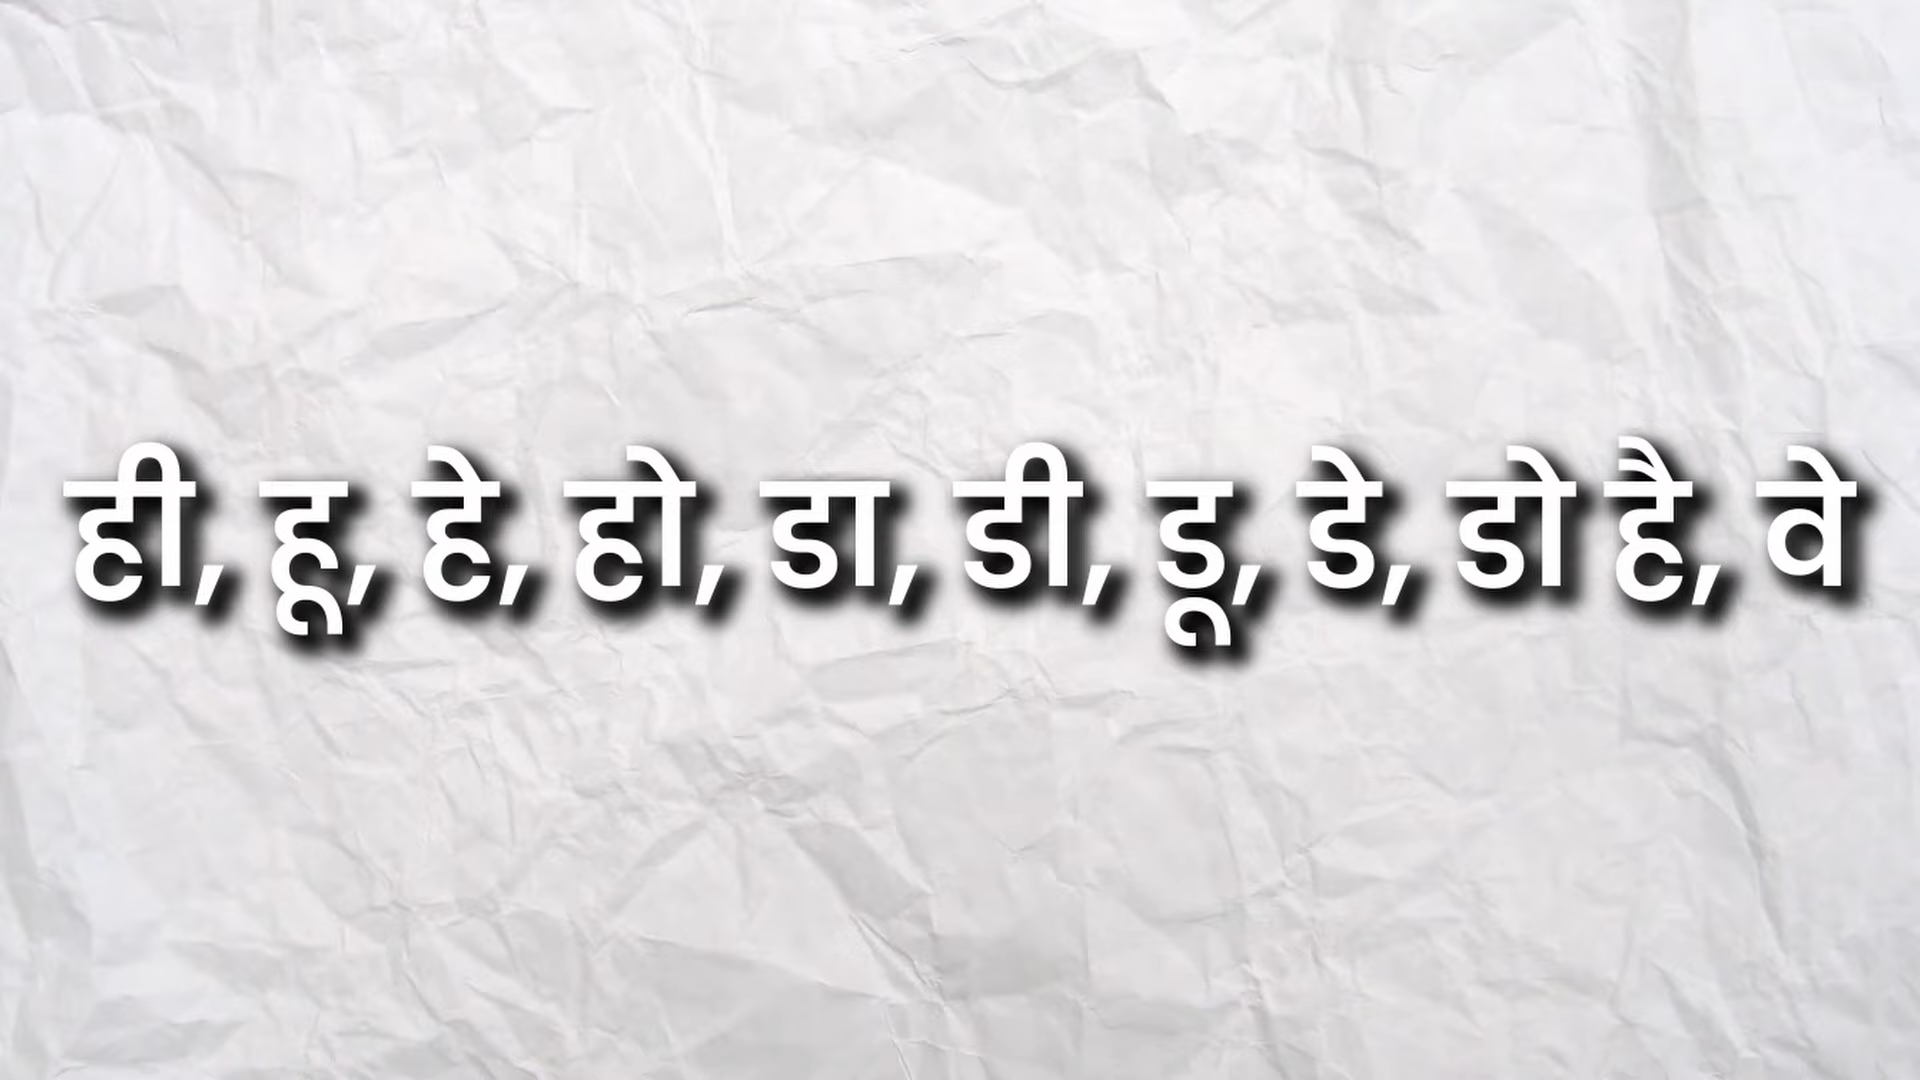 ही, हू, हे, हो, डा, डी, डू, डे, डो है, वे